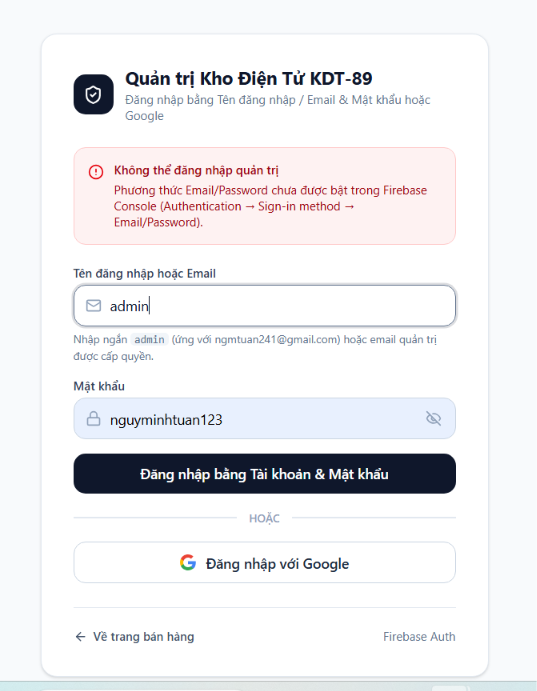 Quản trị Kho Điện Tử KDT-89
Đăng nhập bằng Tên đăng nhập / Email & Mật khẩu hoặc
Google
Không thể đăng nhập quản trị
Phương thức Email/Password chưa được bật trong Firebase
Console (Authentication → Sign-in method →
Email/Password).
Tên đăng nhập hoặc Email
admin
Nhập ngắn admin (ứng với ngmtuan241@gmail.com) hoặc email quản trị
được cấp quyền.
Mật khẩu
nguyminhtuan123
Đăng nhập bằng Tài khoản & Mật khẩu
HOẶC
Đăng nhập với Google
← Về trang bán hàng
Firebase Auth